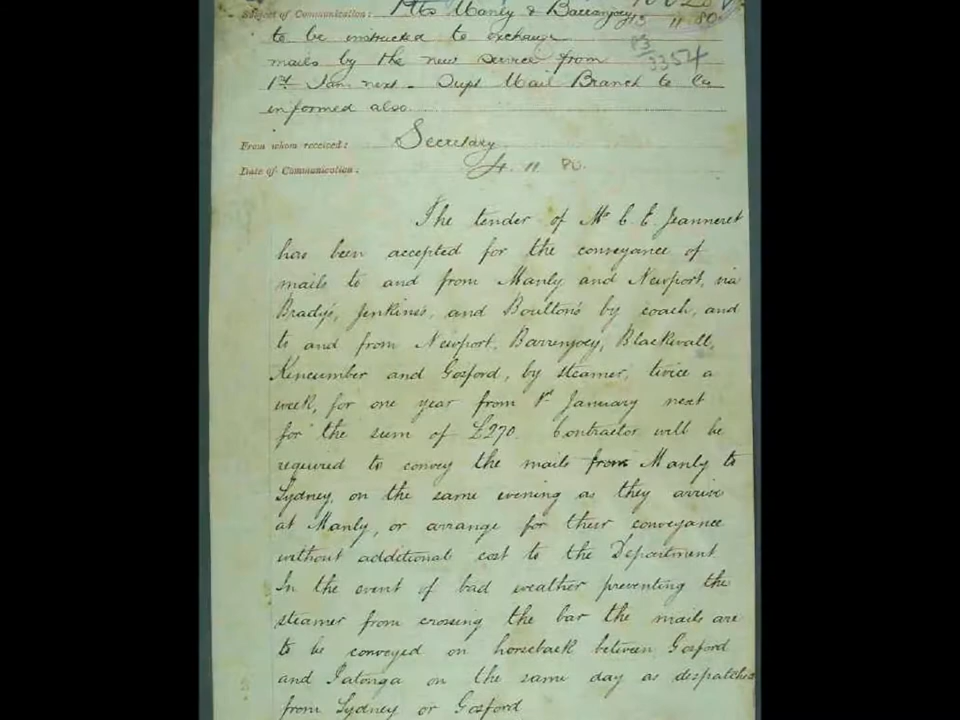 Subject of Communication: PMs Manly & Barranjoey
13 11 80
to be instructed to exchange
83/3354
mails by the new service from
1st Jan next - Supt Mail Branch to be
informed also.
From whom received: Secretary
Date of Communication: 4. 11. 80.
The tender of Mr C. E. Jeanneret
has been accepted for the conveyance of
mails to and from Manly and Newport, via
Brady's, Jenkins', and Boulton's by coach, and
to and from Newport, Barrenjoey, Blackwall,
Kincumber and Gosford, by steamer, twice a
week, for one year from 1st January next
for the sum of £270. Contractor will be
required to convey the mails from Manly to
Sydney, on the same evening as they arrive
at Manly, or arrange for their conveyance
without additional cost to the Department
In the event of bad weather preventing the
steamer from crossing the bar the mails are
to be conveyed on horseback between Gosford
and Patonga on the same day as despatched
from Sydney or Gosford